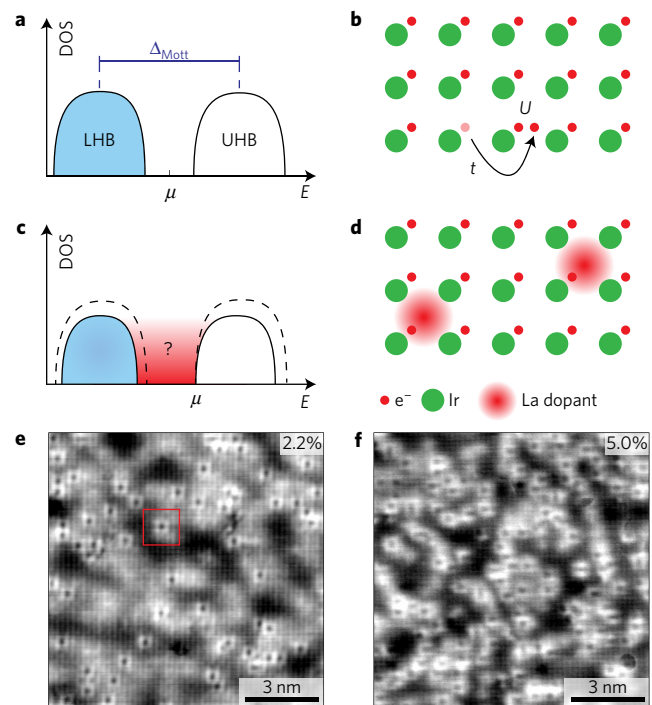 a
DOS
Δ_Mott
LHB
UHB
μ
E
b
U
t
c
DOS
?
μ
E
d
e⁻
Ir
La dopant
e
2.2%
3 nm
f
5.0%
3 nm